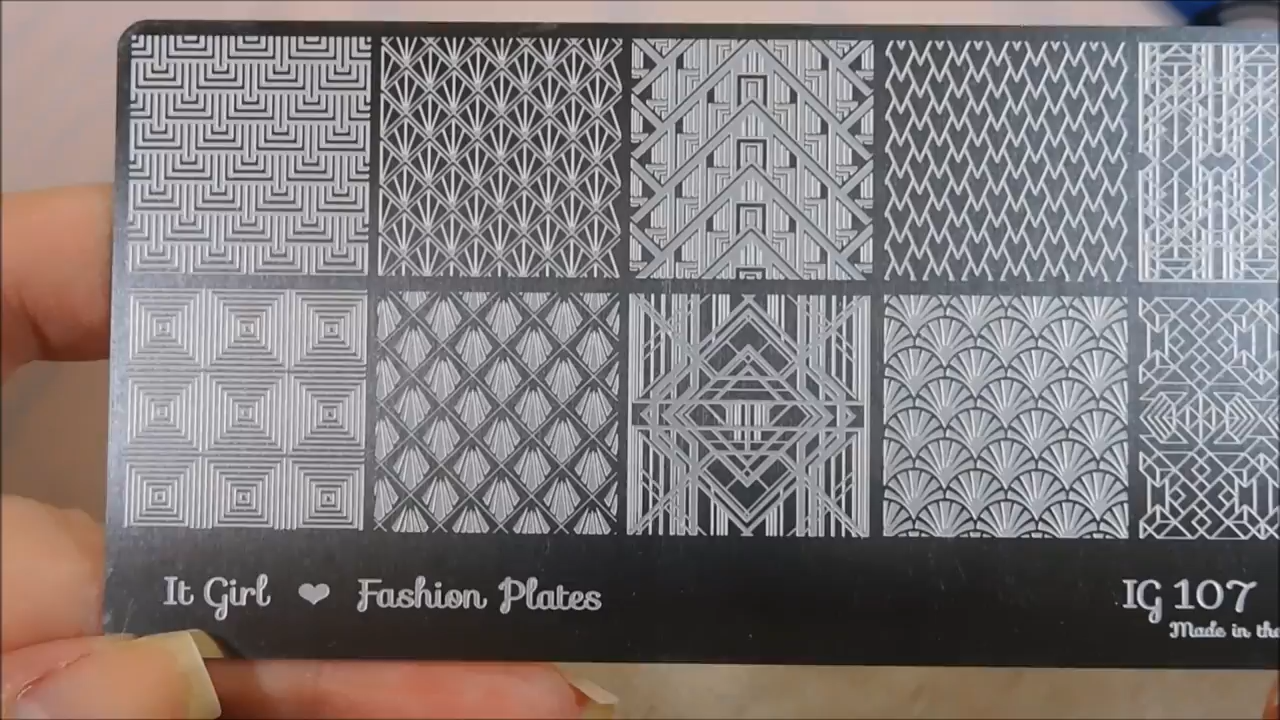 It Girl ❤ Fashion Plates
IG 107
Made in the